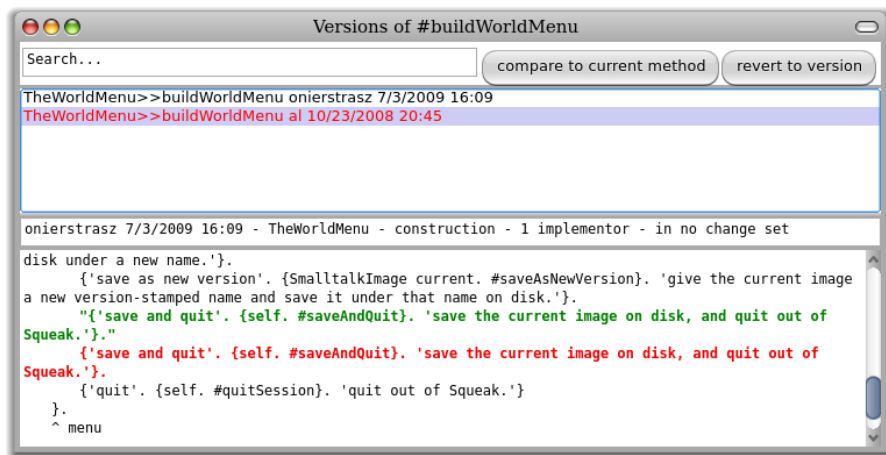 Versions of #buildWorldMenu
Search...
compare to current method
revert to version
TheWorldMenu>>buildWorldMenu onierstrasz 7/3/2009 16:09
TheWorldMenu>>buildWorldMenu al 10/23/2008 20:45
onierstrasz 7/3/2009 16:09 - TheWorldMenu - construction - 1 implementor - in no change set
disk under a new name.'}.
{'save as new version'. {SmalltalkImage current. #saveAsNewVersion}. 'give the current image
a new version-stamped name and save it under that name on disk.'}.
"{'save and quit'. {self. #saveAndQuit}. 'save the current image on disk, and quit out of
Squeak.'}."
{'save and quit'. {self. #saveAndQuit}. 'save the current image on disk, and quit out of
Squeak.'}.
{'quit'. {self. #quitSession}. 'quit out of Squeak.'}
}.
^ menu